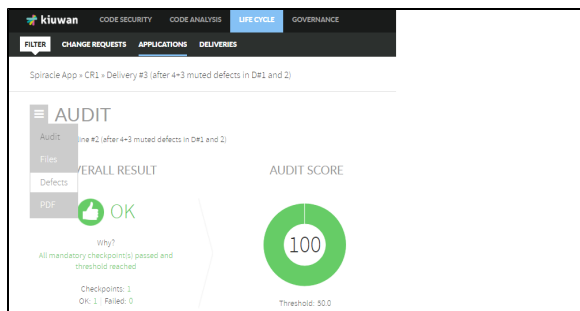 kiuwan CODE SECURITY CODE ANALYSIS LIFE CYCLE GOVERNANCE
FILTER CHANGE REQUESTS APPLICATIONS DELIVERIES
Spiracle App » CR1 » Delivery #3 (after 4+3 muted defects in D#1 and 2)
AUDIT
Audit
line #2 (after 4+3 muted defects in D#1 and 2)
Files
Defects
PDF
VERALL RESULT AUDIT SCORE
OK
100
Why?
All mandatory checkpoint(s) passed and
threshold reached
Checkpoints: 1
OK: 1 | Failed: 0
Threshold: 50.0